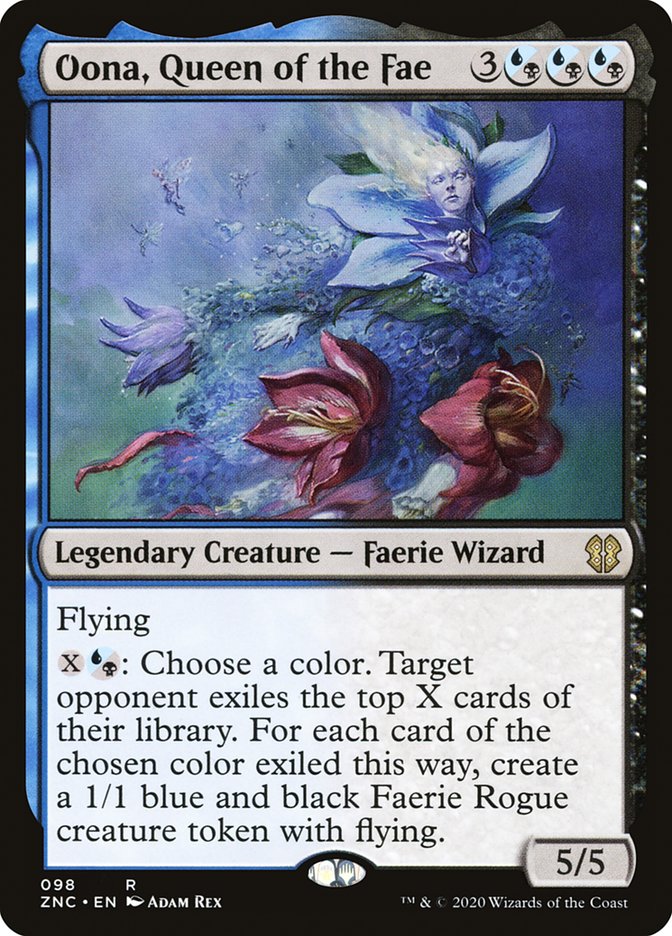 Oona, Queen of the Fae 3
Legendary Creature — Faerie Wizard
Flying
X : Choose a color. Target
opponent exiles the top X cards of
their library. For each card of the
chosen color exiled this way, create
a 1/1 blue and black Faerie Rogue
creature token with flying.
5/5
098 R
ZNC • EN Adam Rex
™ & © 2020 Wizards of the Coast